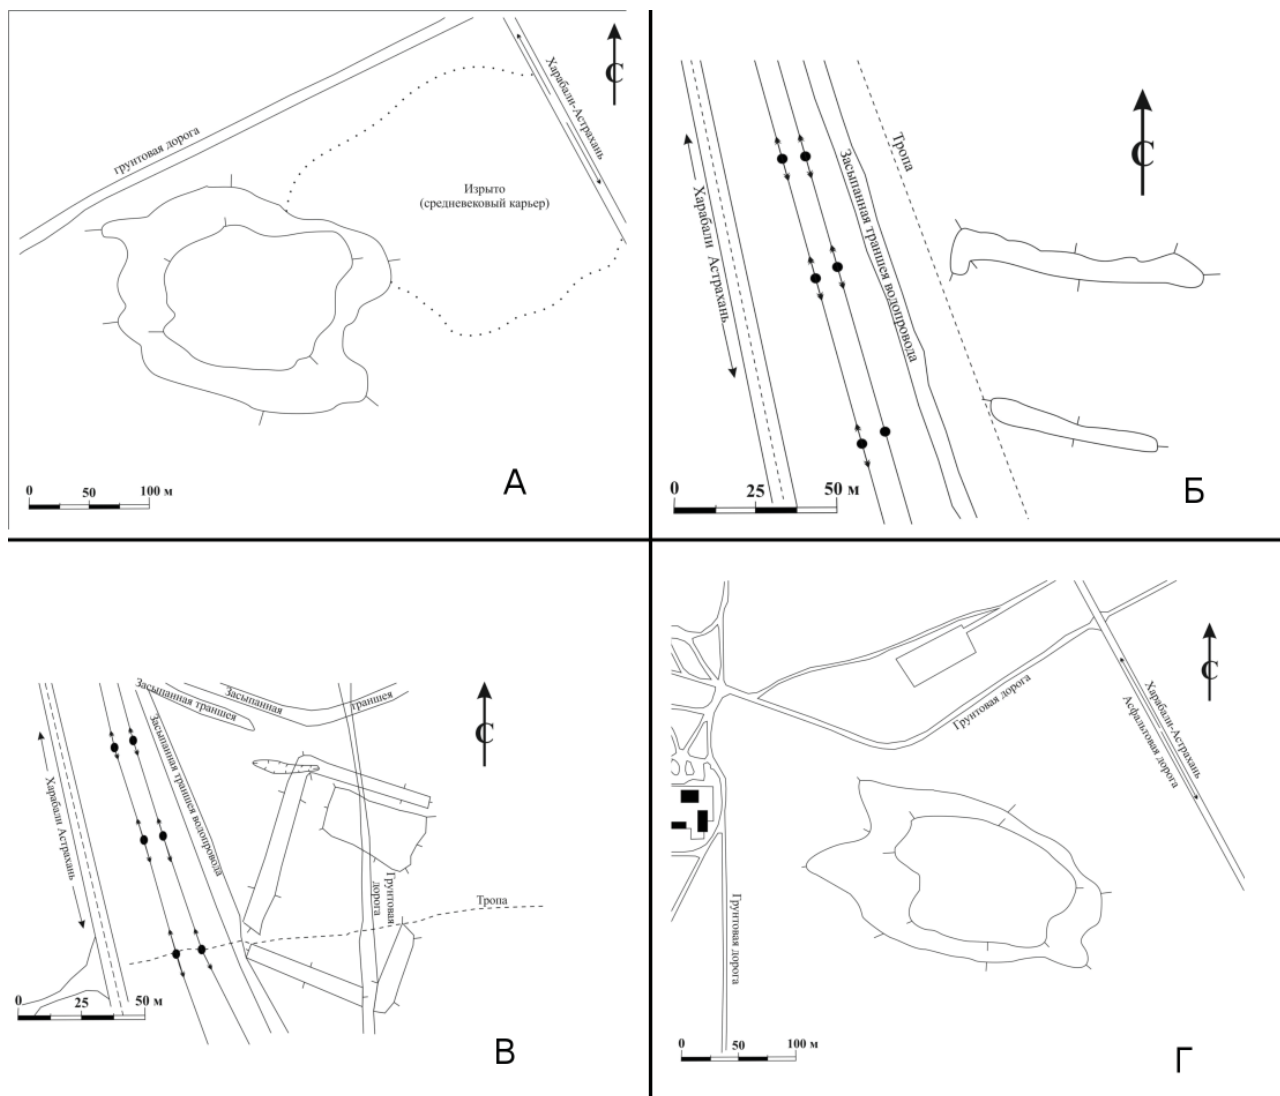 С
грунтовая дорога
Харабали-Астрахань
Изрыто
(средневековый карьер)
0 50 100 м
А
С
Харабали Астрахань
Засыпанная траншея водопровода
Тропа
0 25 50 м
Б
С
Засыпанная траншея
Засыпанная траншея
Засыпанная траншея водопровода
Харабали Астрахань
Грунтовая
дорога
Тропа
0 25 50 м
В
С
Грунтовая дорога
Харабали-Астрахань
Асфальтовая дорога
Грунтовая дорога
0 50 100 м
Г